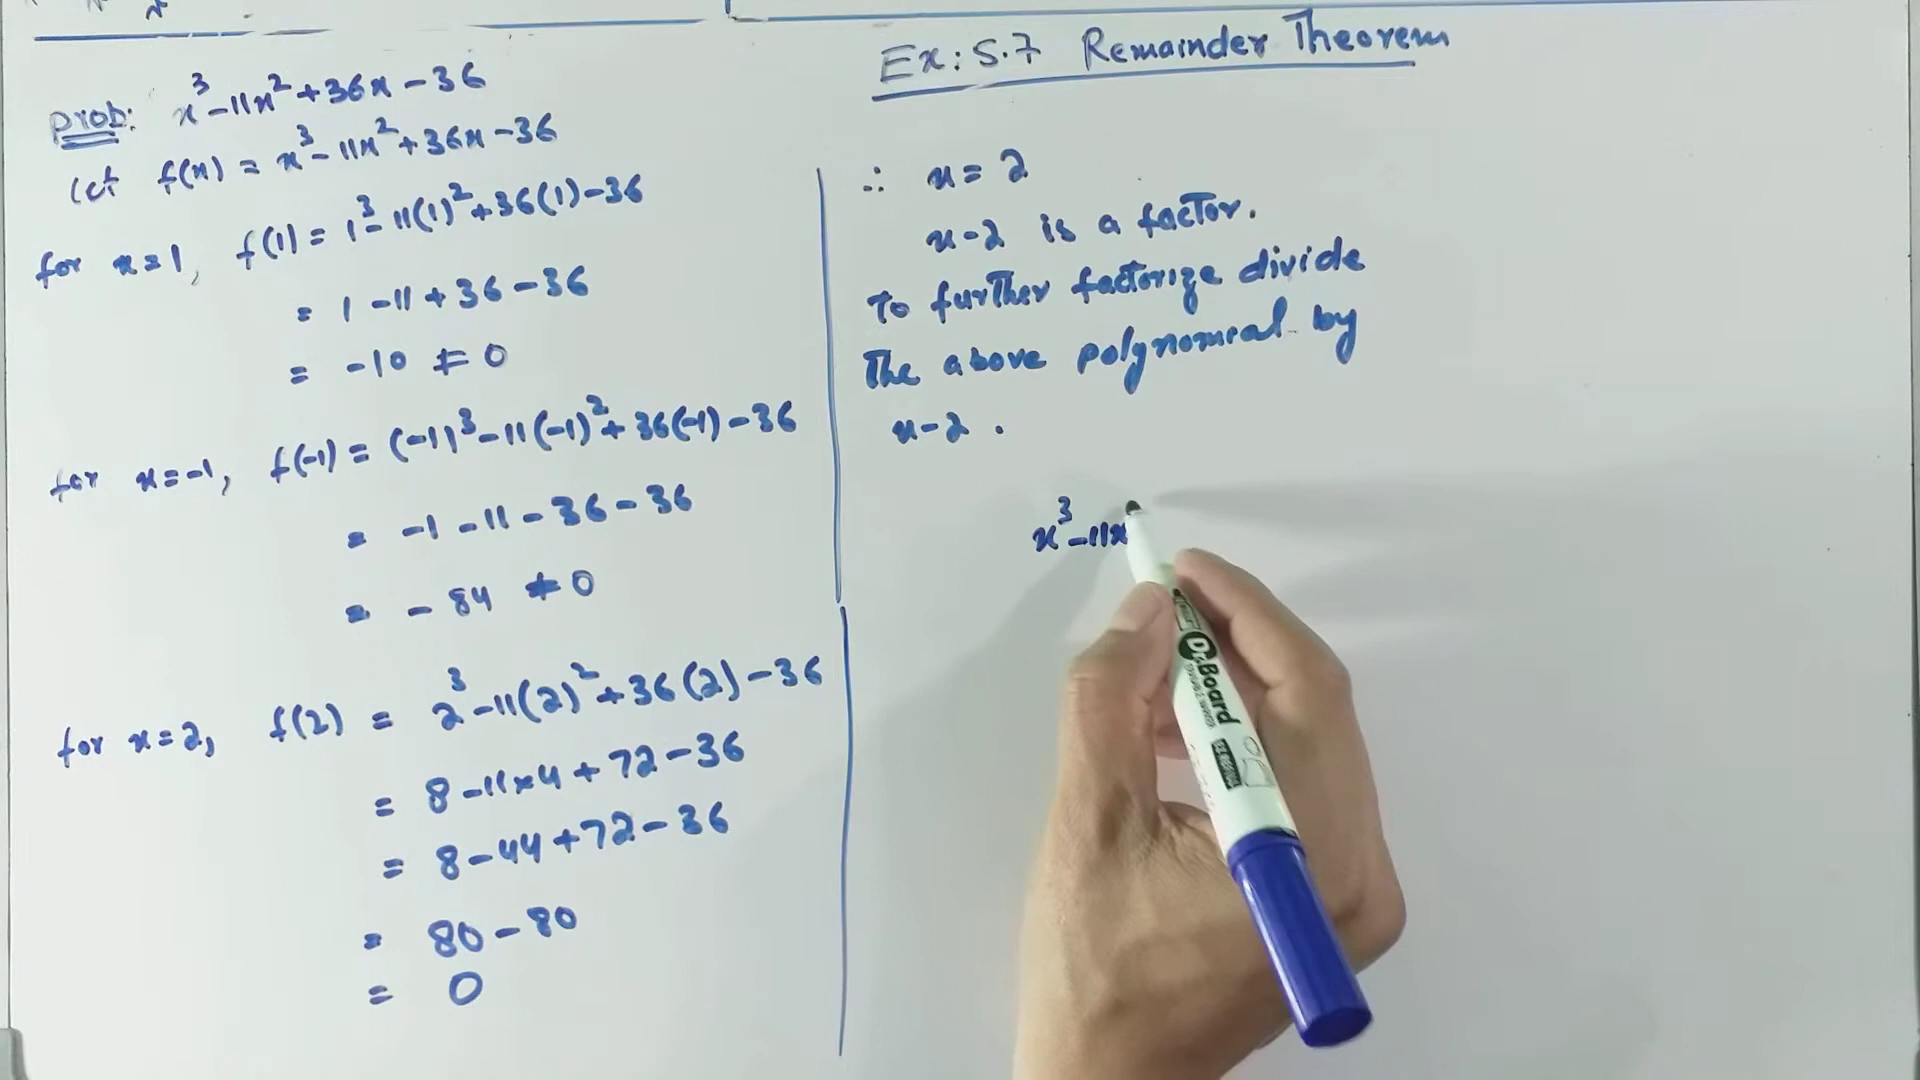 Ex: 5.7 Remainder Theorem
Prob: x³-11x²+36x-36
let f(x) = x³-11x²+36x-36
for x=1, f(1) = 1³-11(1)²+36(1)-36
= 1-11+36-36
= -10 ≠ 0
for x=-1, f(-1) = (-1)³-11(-1)²+36(-1)-36
= -1-11-36-36
= -84 ≠ 0
for x=2, f(2) = 2³-11(2)²+36(2)-36
= 8-11×4+72-36
= 8-44+72-36
= 80-80
= 0
∴ x=2
x-2 is a factor.
To further factorize divide
The above polynomial by
x-2.
x³-11x
Dr.Board